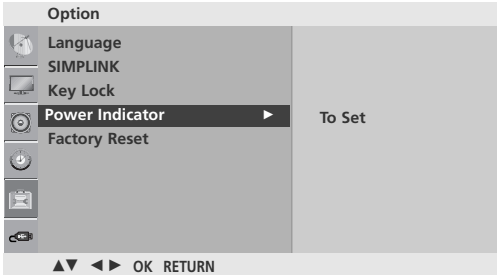 Option
Language
SIMPLINK
Key Lock
Power Indicator ►
To Set
Factory Reset
▲▼ ◄► OK RETURN